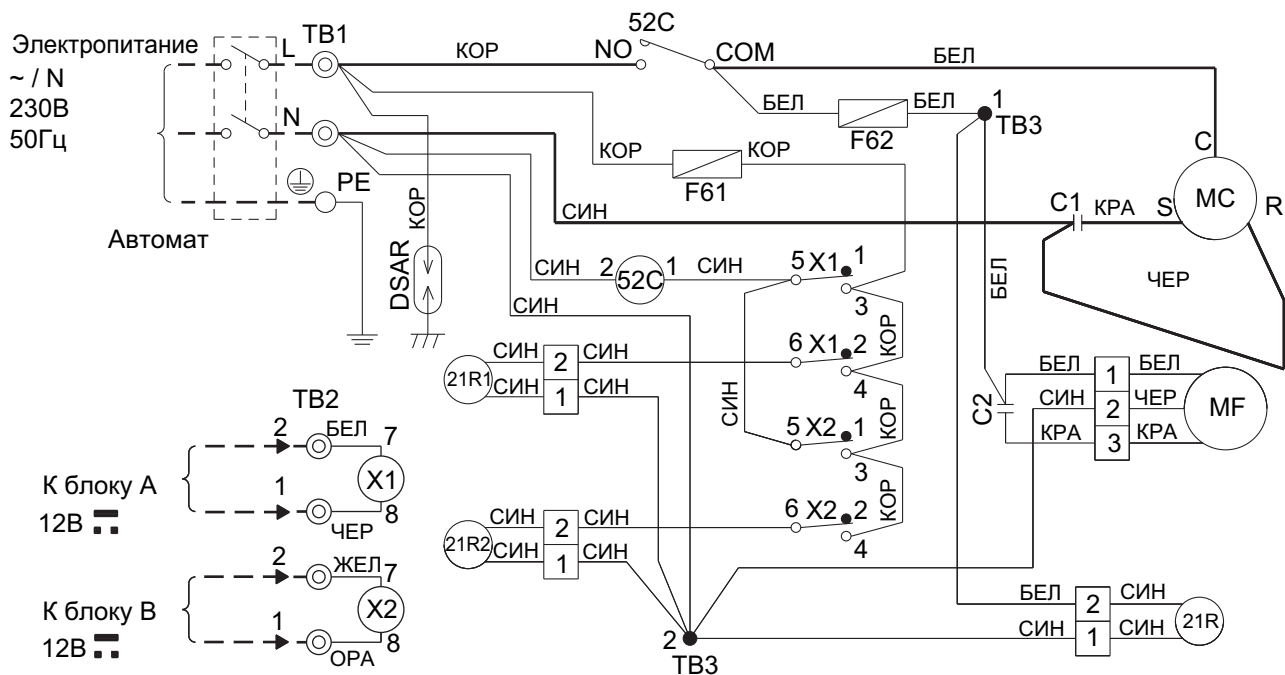 Электропитание
~ / N
230В
50Гц
L
TB1
КОР
NO
52C
COM
БЕЛ
N
БЕЛ
F62
БЕЛ
1
TB3
КОР
F61
КОР
PE
Автомат
КОР
DSAR
СИН
C1
КРА
S
C
MC
R
ЧЕР
СИН
2
52C
1
СИН
5 X1
1
3
СИН
БЕЛ
КОР
21R1
СИН
2
СИН
СИН
1
СИН
6 X1
2
4
СИН
КОР
5 X2
1
3
КОР
6 X2
2
4
C2
БЕЛ
1
БЕЛ
СИН
2
ЧЕР
КРА
3
КРА
MF
TB2
2
БЕЛ
7
X1
1
ЧЕР
8
К блоку А
12В
2
ЖЕЛ
7
X2
1
ОРА
8
К блоку В
12В
21R2
СИН
2
СИН
СИН
1
СИН
2
TB3
БЕЛ
2
СИН
СИН
1
СИН
21R